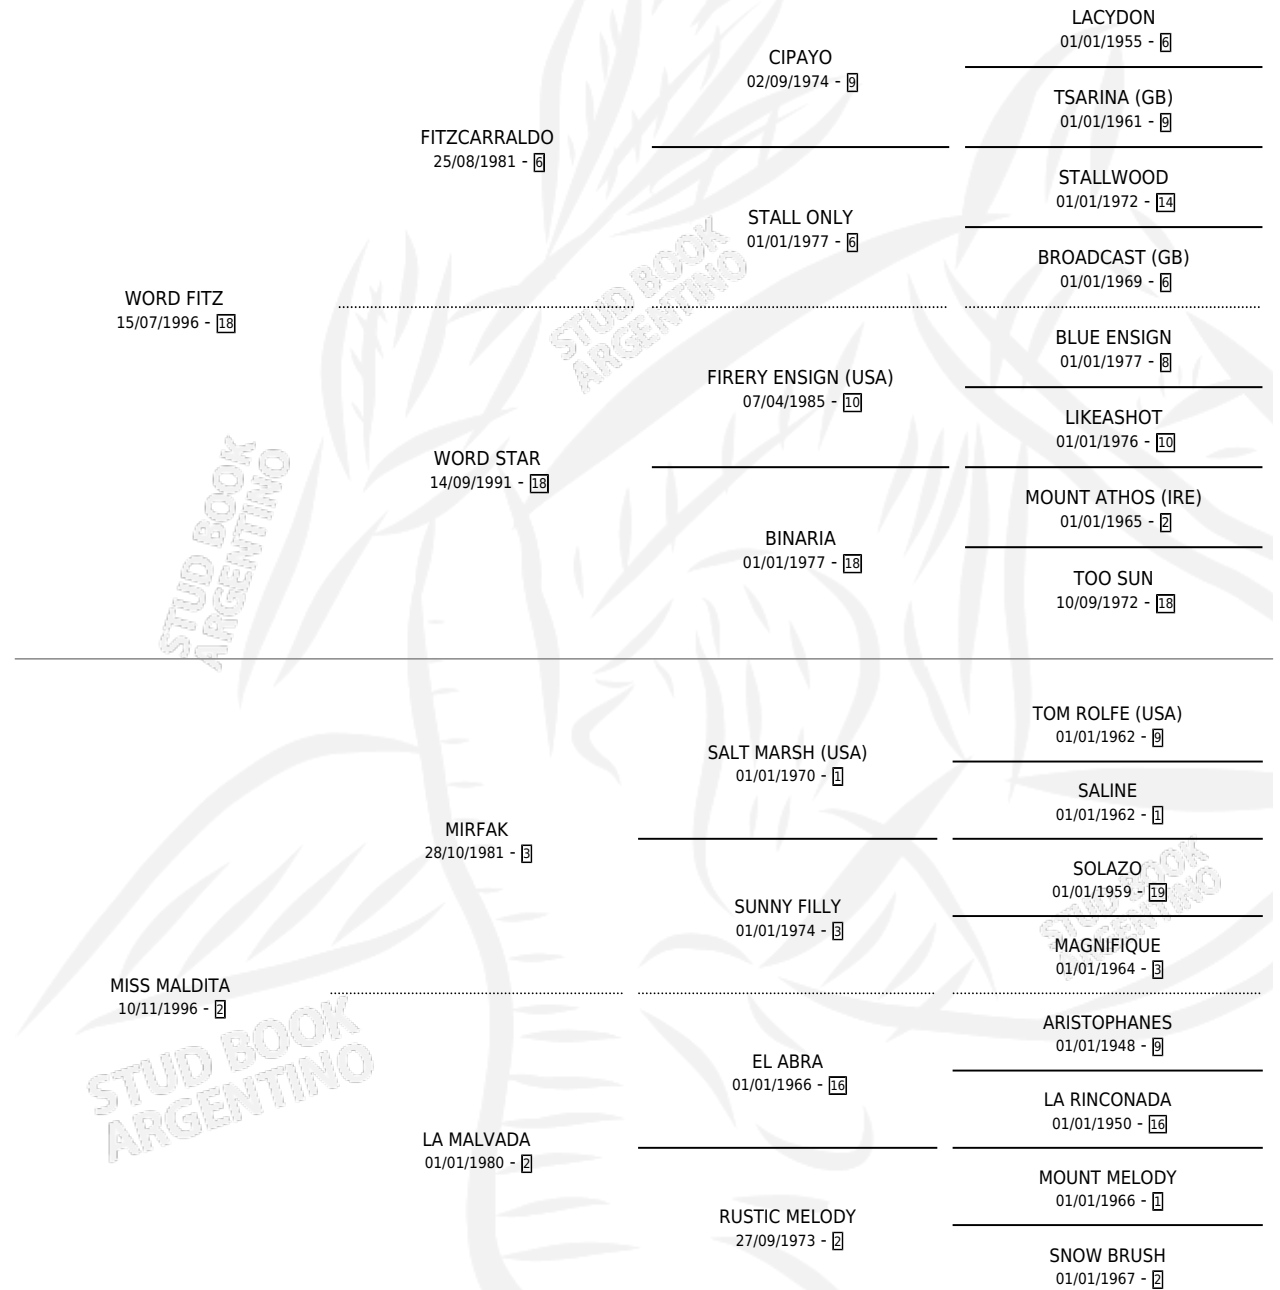 LACYDON
01/01/1955 - 6
CIPAYO
02/09/1974 - 9
TSARINA (GB)
01/01/1961 - 9
FITZCARRALDO
25/08/1981 - 6
STALLWOOD
01/01/1972 - 14
STALL ONLY
01/01/1977 - 6
BROADCAST (GB)
01/01/1969 - 6
WORD FITZ
15/07/1996 - 18
BLUE ENSIGN
01/01/1977 - 8
FIRERY ENSIGN (USA)
07/04/1985 - 10
LIKEASHOT
01/01/1976 - 10
WORD STAR
14/09/1991 - 18
MOUNT ATHOS (IRE)
01/01/1965 - 2
BINARIA
01/01/1977 - 18
TOO SUN
10/09/1972 - 18
STUD BOOK
ARGENTINO
STUD BOOK
ARGENTINO
TOM ROLFE (USA)
01/01/1962 - 9
SALT MARSH (USA)
01/01/1970 - 1
SALINE
01/01/1962 - 1
MIRFAK
28/10/1981 - 3
SOLAZO
01/01/1959 - 19
SUNNY FILLY
01/01/1974 - 3
MAGNIFIQUE
01/01/1964 - 3
MISS MALDITA
10/11/1996 - 2
ARISTOPHANES
01/01/1948 - 9
EL ABRA
01/01/1966 - 16
LA RINCONADA
01/01/1950 - 16
LA MALVADA
01/01/1980 - 2
MOUNT MELODY
01/01/1966 - 1
RUSTIC MELODY
27/09/1973 - 2
SNOW BRUSH
01/01/1967 - 2
STUD BOOK
ARGENTINO
STUD BOOK
ARGENTINO